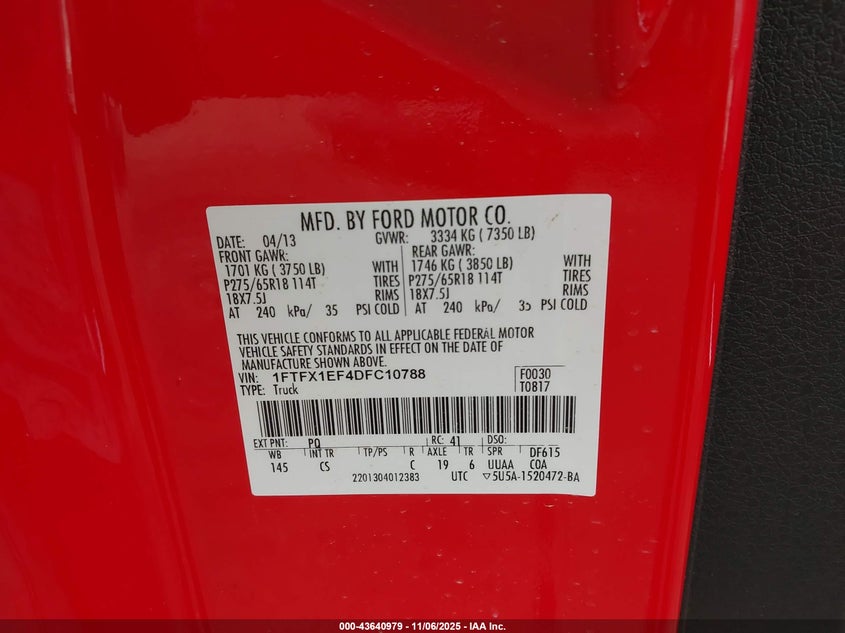 MFD. BY FORD MOTOR CO.
DATE: 04/13 GVWR: 3334 KG ( 7350 LB)
FRONT GAWR: REAR GAWR:
1701 KG ( 3750 LB) WITH 1746 KG ( 3850 LB) WITH
P275/65R18 114T TIRES P275/65R18 114T TIRES
18X7.5J RIMS 18X7.5J RIMS
AT 240 kPa/ 35 PSI COLD AT 240 kPa/ 35 PSI COLD
THIS VEHICLE CONFORMS TO ALL APPLICABLE FEDERAL MOTOR
VEHICLE SAFETY STANDARDS IN EFFECT ON THE DATE OF
MANUFACTURE SHOWN ABOVE.
VIN: 1FTFX1EF4DFC10788 F0030
TYPE: Truck T0817
EXT PNT: PQ RC: 41 DSO:
WB INT TR TP/PS R AXLE TR SPR DF615
145 CS C 19 6 UUAA COA
2201304012383 UTC ▽5U5A-1520472-BA
000-43640979 - 11/06/2025 - IAA Inc.